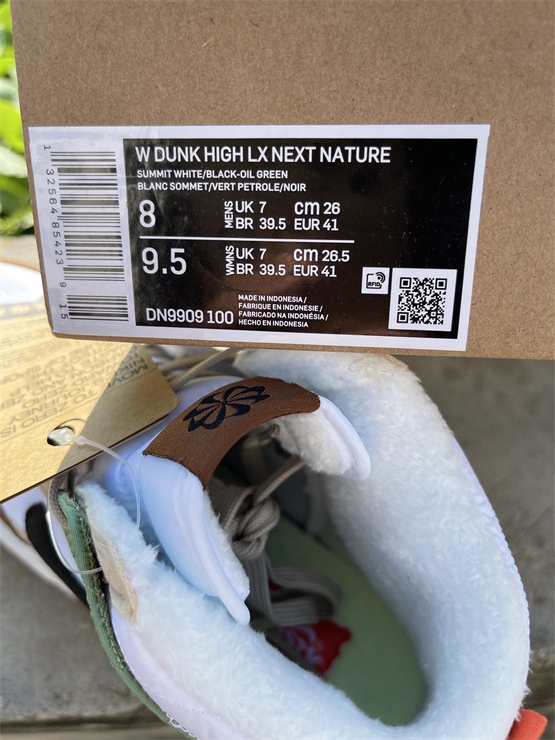 W DUNK HIGH LX NEXT NATURE
SUMMIT WHITE/BLACK-OIL GREEN
BLANC SOMMET/VERT PETROLE/NOIR
8 MENS UK 7 cm 26
BR 39.5 EUR 41
9.5 WMNS UK 7 cm 26.5
BR 39.5 EUR 41
RFID
DN9909 100
MADE IN INDONESIA /
FABRIQUE EN INDONESIE /
FABRICADO NA INDONÉSIA /
HECHO EN INDONESIA